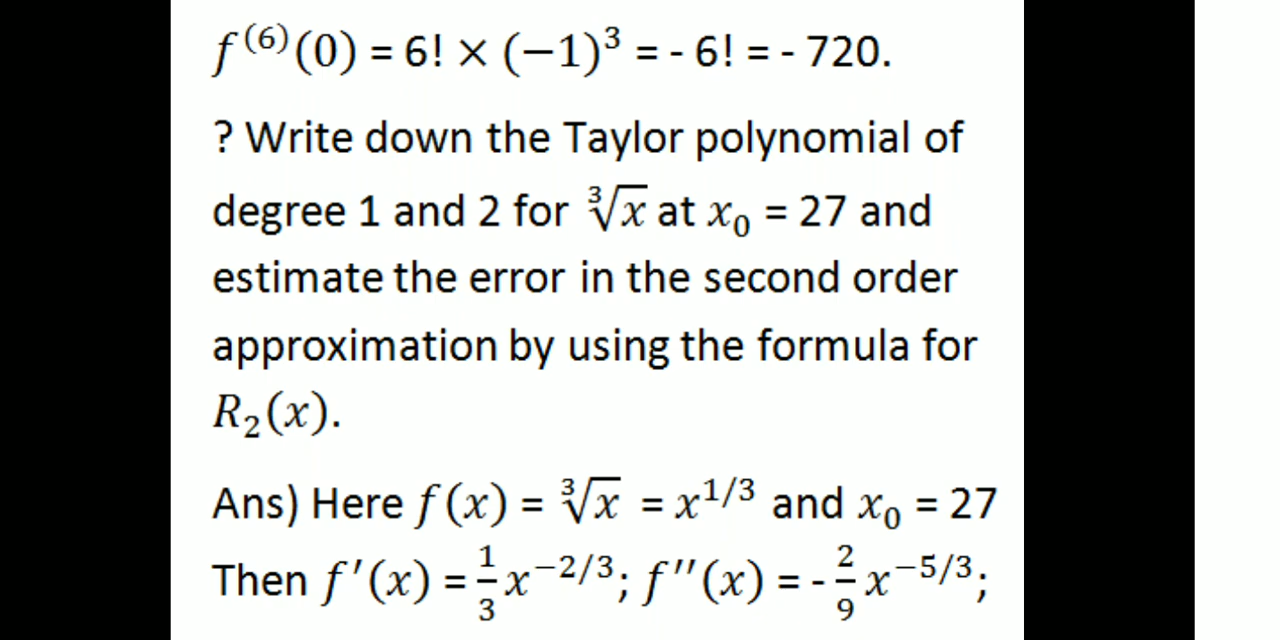 f⁽⁶⁾(0) = 6! × (−1)³ = - 6! = - 720.
? Write down the Taylor polynomial of
degree 1 and 2 for ∛x at x₀ = 27 and
estimate the error in the second order
approximation by using the formula for
R₂(x).
Ans) Here f(x) = ∛x = x^{1/3} and x₀ = 27
Then f′(x) = 1/3 x^{−2/3}; f″(x) = - 2/9 x^{−5/3};